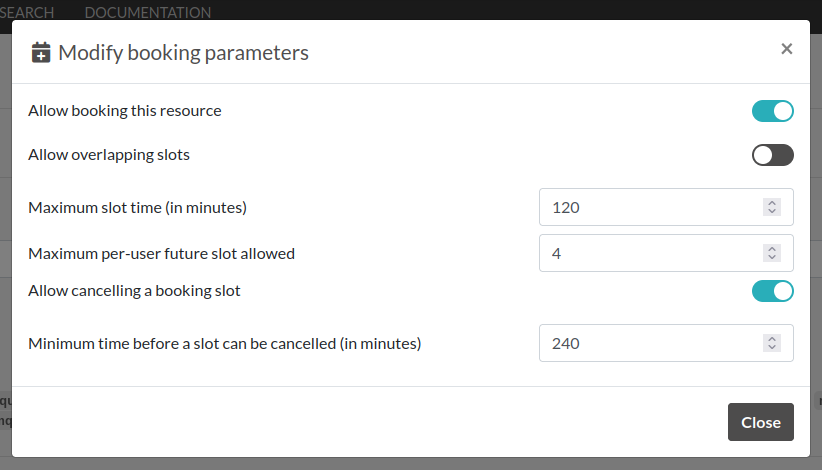 SEARCH DOCUMENTATION
Modify booking parameters ×
Allow booking this resource
Allow overlapping slots
Maximum slot time (in minutes) 120
Maximum per-user future slot allowed 4
Allow cancelling a booking slot
Minimum time before a slot can be cancelled (in minutes) 240
Close